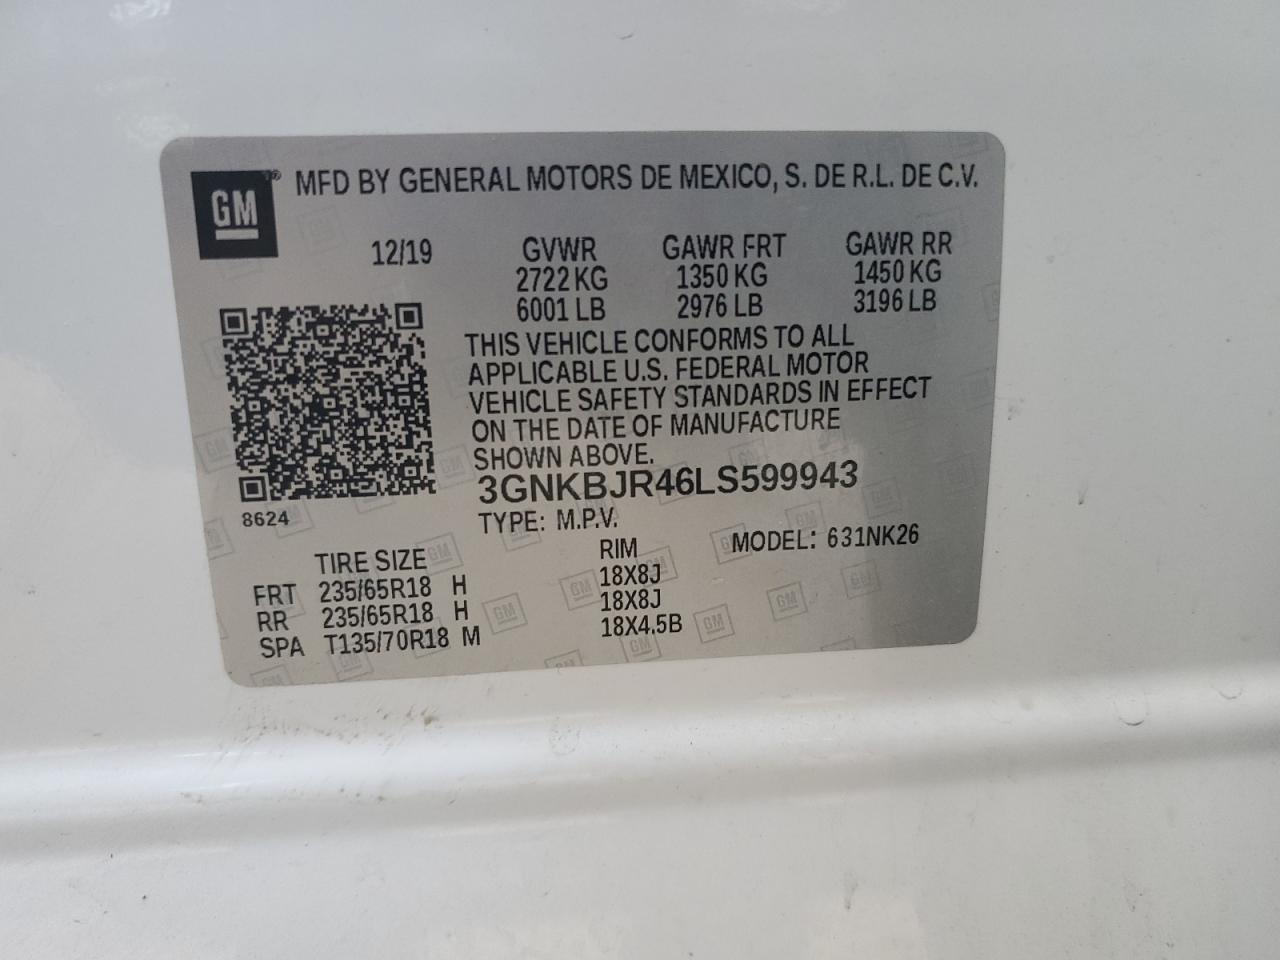 GM ® MFD BY GENERAL MOTORS DE MEXICO, S. DE R.L. DE C.V.
12/19 GVWR GAWR FRT GAWR RR
2722 KG 1350 KG 1450 KG
6001 LB 2976 LB 3196 LB
THIS VEHICLE CONFORMS TO ALL
APPLICABLE U.S. FEDERAL MOTOR
VEHICLE SAFETY STANDARDS IN EFFECT
ON THE DATE OF MANUFACTURE
SHOWN ABOVE.
3GNKBJR46LS599943
8624
TYPE: M.P.V. MODEL: 631NK26
TIRE SIZE RIM
FRT 235/65R18 H 18X8J
RR 235/65R18 H 18X8J
SPA T135/70R18 M 18X4.5B